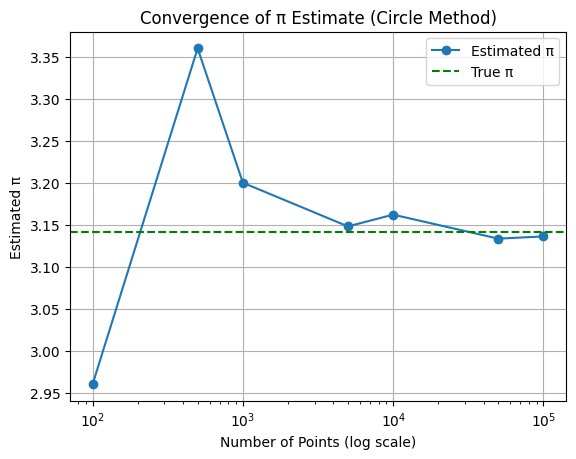 Convergence of π Estimate (Circle Method)
Estimated π
True π
3.35
3.30
3.25
3.20
3.15
3.10
3.05
3.00
2.95
Estimated π
10²
10³
10⁴
10⁵
Number of Points (log scale)